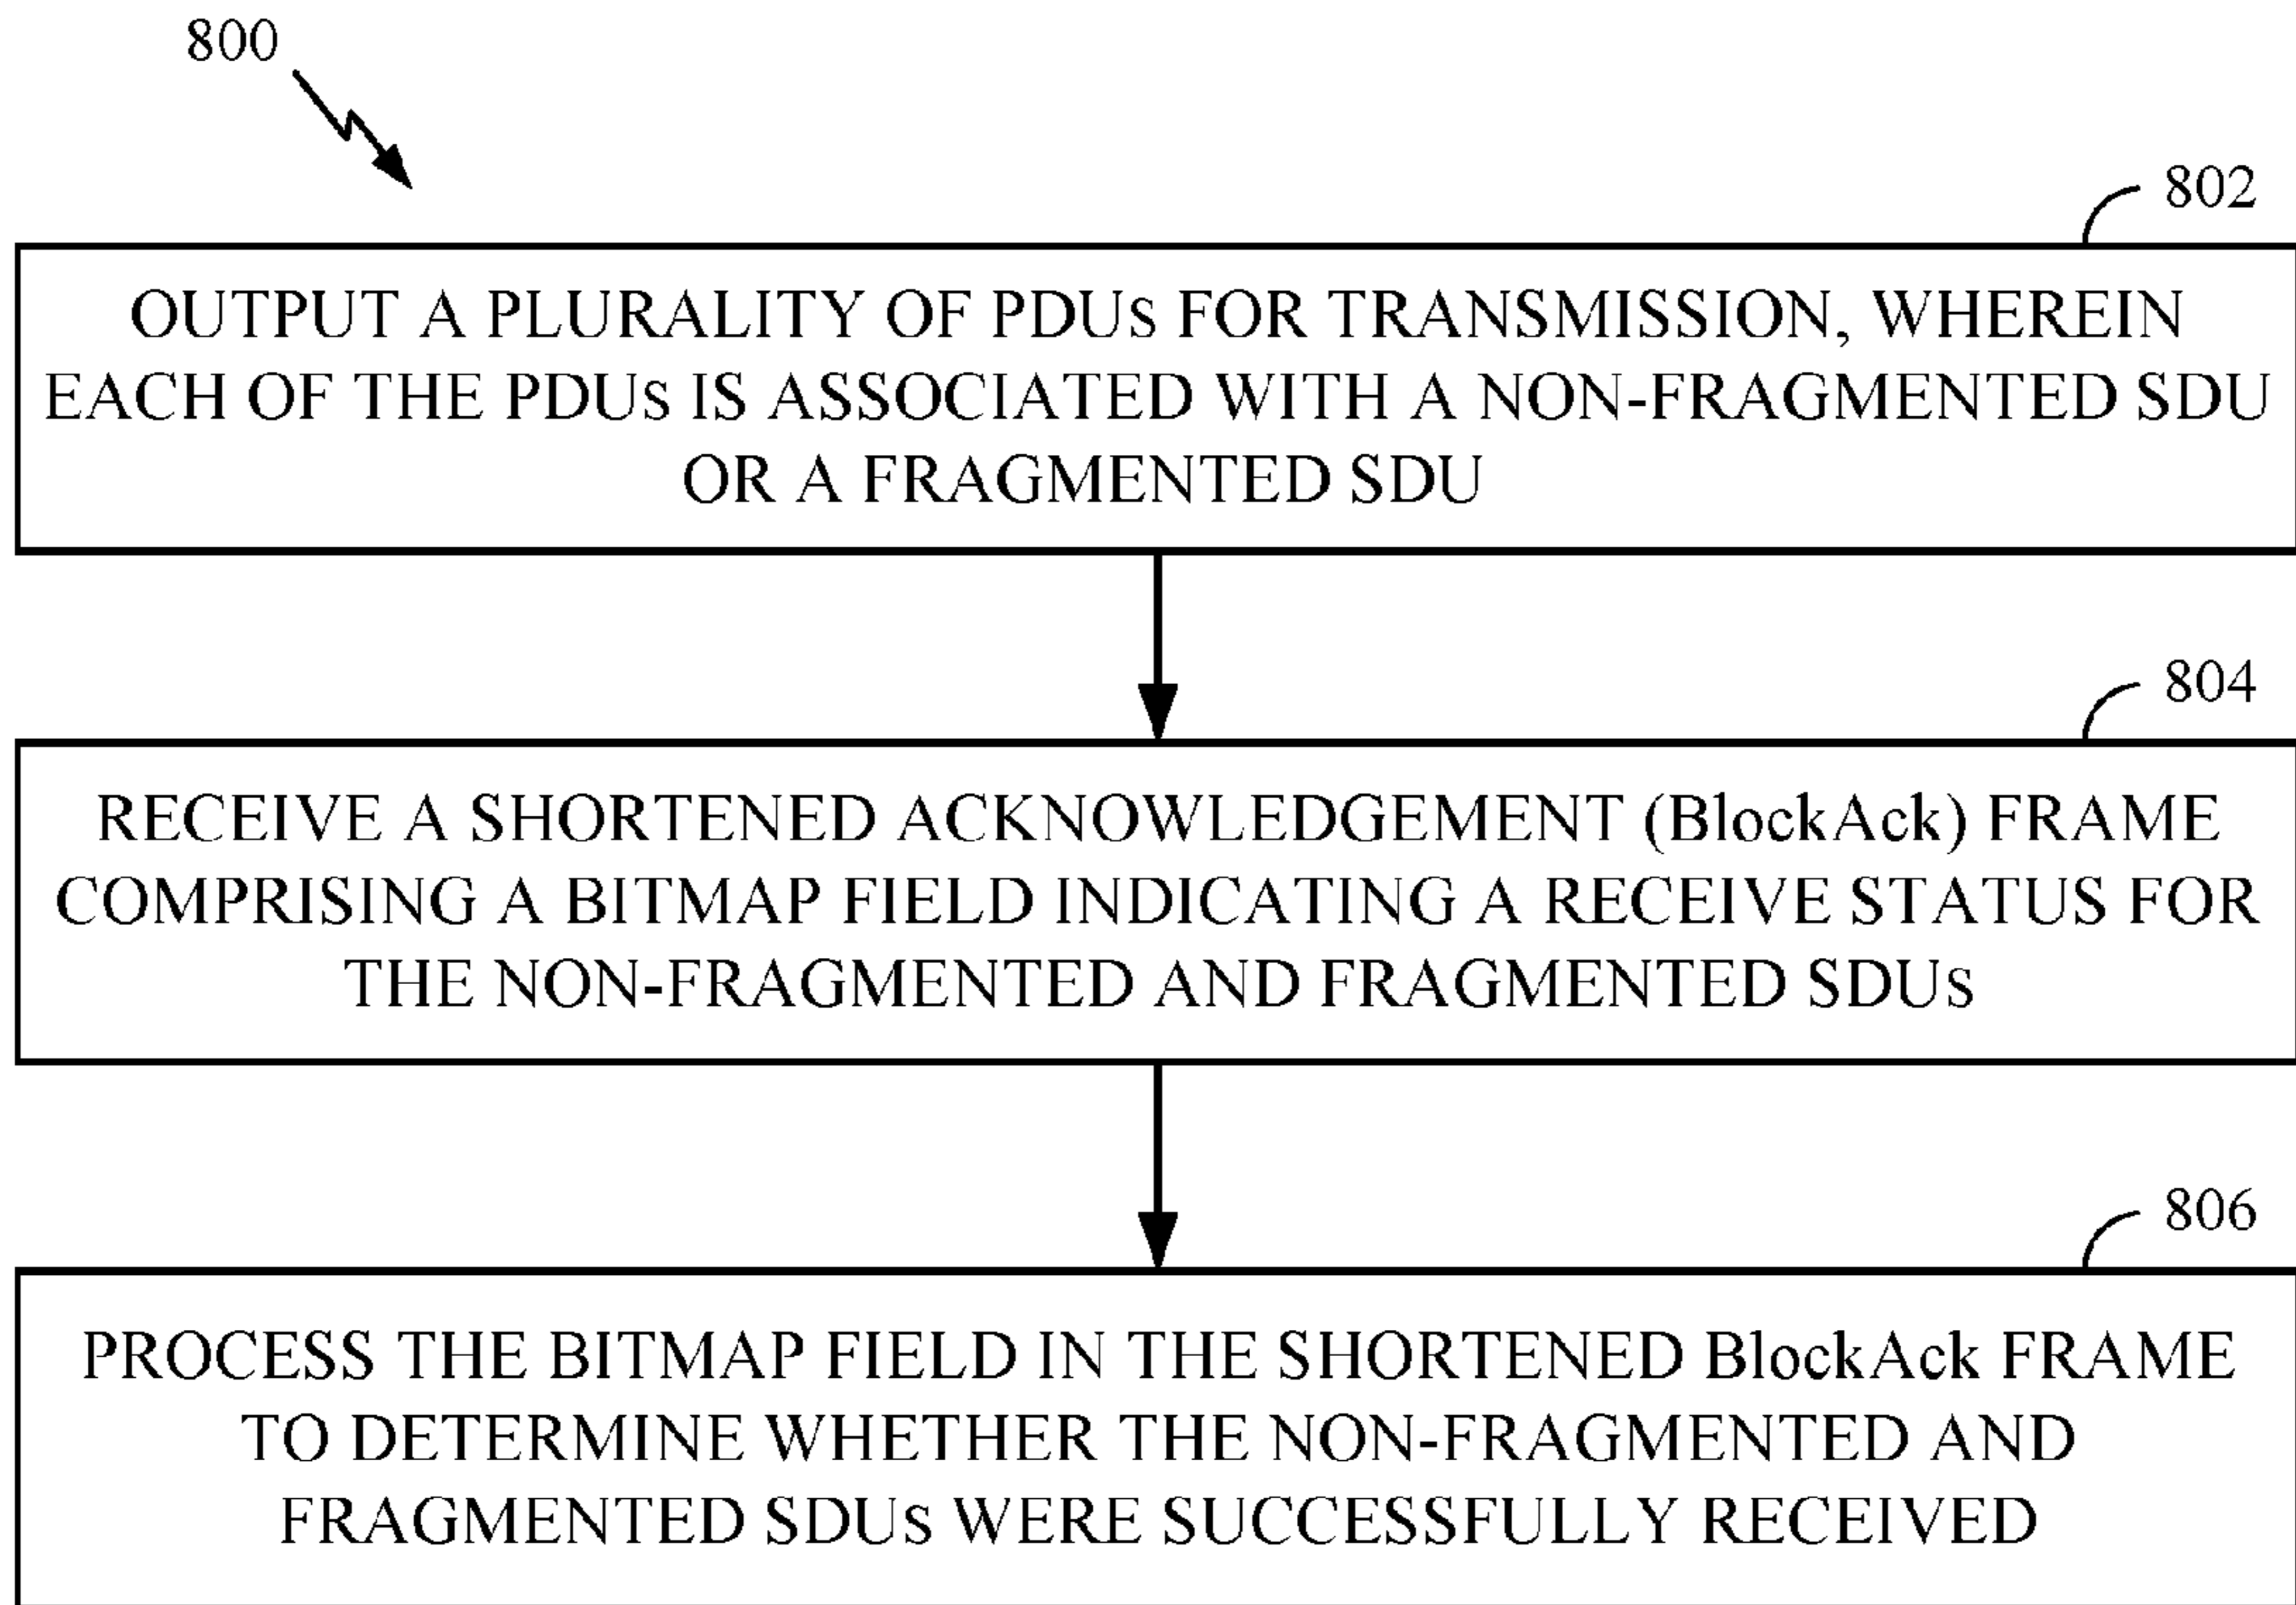 800
802
OUTPUT A PLURALITY OF PDUs FOR TRANSMISSION, WHEREIN
EACH OF THE PDUs IS ASSOCIATED WITH A NON-FRAGMENTED SDU
OR A FRAGMENTED SDU
804
RECEIVE A SHORTENED ACKNOWLEDGEMENT (BlockAck) FRAME
COMPRISING A BITMAP FIELD INDICATING A RECEIVE STATUS FOR
THE NON-FRAGMENTED AND FRAGMENTED SDUs
806
PROCESS THE BITMAP FIELD IN THE SHORTENED BlockAck FRAME
TO DETERMINE WHETHER THE NON-FRAGMENTED AND
FRAGMENTED SDUs WERE SUCCESSFULLY RECEIVED